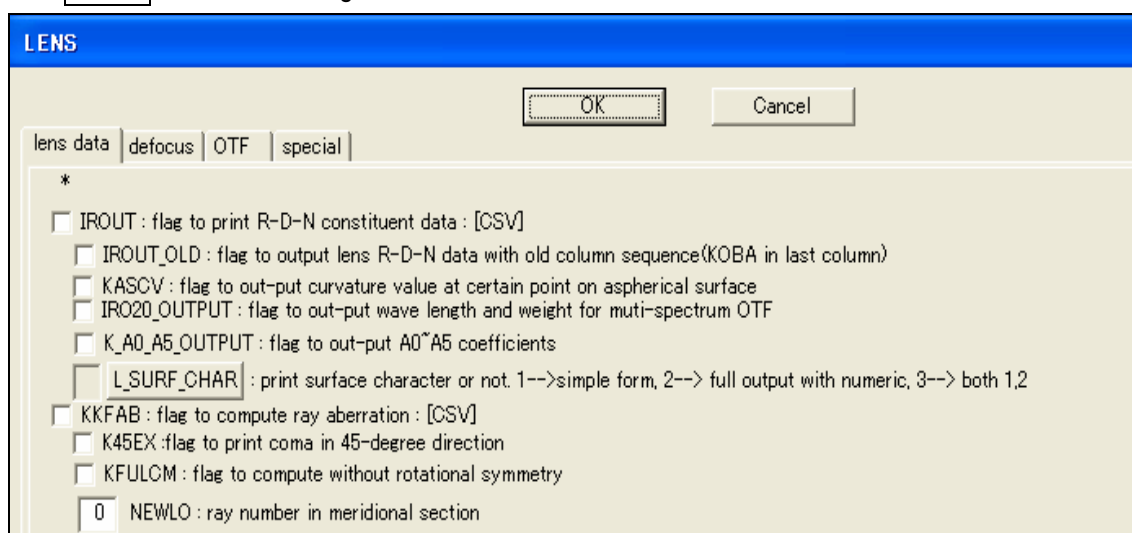 LENS
OK Cancel
lens data defocus OTF special
*
IROUT : flag to print R-D-N constituent data : [CSV]
IROUT_OLD : flag to output lens R-D-N data with old column sequence(KOBA in last column)
KASCV : flag to out-put curvature value at certain point on aspherical surface
IRO20_OUTPUT : flag to out-put wave length and weight for muti-spectrum OTF
K_A0_A5_OUTPUT : flag to out-put A0~A5 coefficients
L_SURF_CHAR : print surface character or not. 1-->simple form, 2--> full output with numeric, 3--> both 1,2
KKFAB : flag to compute ray aberration : [CSV]
K45EX :flag to print coma in 45-degree direction
KFULCM : flag to compute without rotational symmetry
0 NEWLO : ray number in meridional section